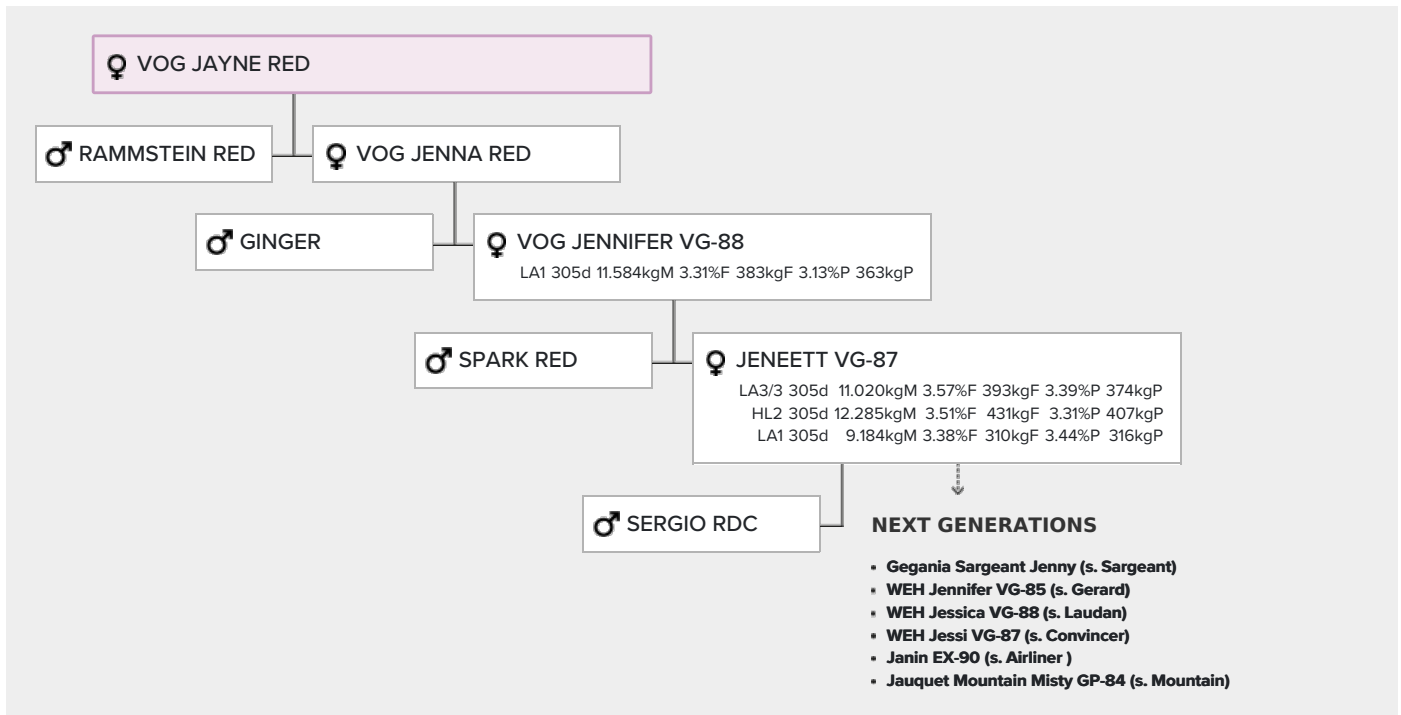 VOG JAYNE RED
RAMMSTEIN RED
VOG JENNA RED
GINGER
VOG JENNIFER VG-88
LA1 305d 11.584kgM 3.31%F 383kgF 3.13%P 363kgP
SPARK RED
JENEETT VG-87
LA3/3 305d 11.020kgM 3.57%F 393kgF 3.39%P 374kgP
HL2 305d 12.285kgM 3.51%F 431kgF 3.31%P 407kgP
LA1 305d 9.184kgM 3.38%F 310kgF 3.44%P 316kgP
SERGIO RDC
NEXT GENERATIONS
• Gegania Sargeant Jenny (s. Sargeant)
• WEH Jennifer VG-85 (s. Gerard)
• WEH Jessica VG-88 (s. Laudan)
• WEH Jessi VG-87 (s. Convincer)
• Janin EX-90 (s. Airliner )
• Jauquet Mountain Misty GP-84 (s. Mountain)